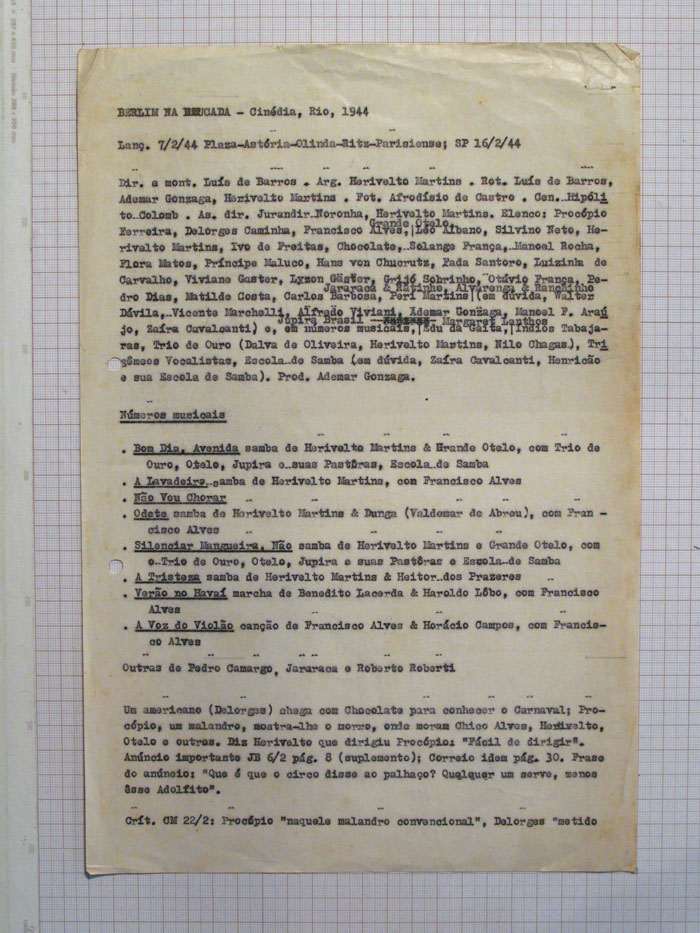 BERLIM NA BATUCADA - Cinédia, Rio, 1944
Lanç. 7/2/44 Plaza-Astória-Olinda-Ritz-Parisiense; SP 16/2/44
Dir. e mont. Luís de Barros . Arg. Herivelto Martins . Rot. Luís de Barros,
Ademar Gonzaga, Herivelto Martins . Fot. Afrodísio de Castro . Cen. Hipóli
to Colomb . As. dir. Jurandir Noronha, Herivelto Martins. Elenco: Procópio
Grande Otelo,
Ferreira, Delorges Caminha, Francisco Alves,|Léo Albano, Silvino Neto, He-
rivelto Martins, Ivo de Freitas, Chocolate, Solange França, Manoel Rocha,
Flora Matos, Príncipe Maluco, Hans von Chucrutz, Fada Santoro, Luizinha de
Carvalho, Viviane Gaster, Lyzon Gäster, Grijó Sobrinho, Otávio França, Pe-
Jararaca & Ratinho, Alvarenga & Ranchinho
dro Dias, Matilde Costa, Carlos Barbosa, Peri Martins|(em dúvida, Walter
Dávila, Vicente Marchelli, Alfredo Viviani, Ademar Gonzaga, Manoel F. Araú
Jupira Brasil Margaret Lanthos
jo, Zaíra Cavalcanti) e, em números musicais,|Edu da Gaita,|Índios Tabaja-
ras, Trio de Ouro (Dalva de Oliveira, Herivelto Martins, Nilo Chagas), Tri
gêmeos Vocalistas, Escola de Samba (em dúvida, Zaíra Cavalcanti, Henricão
e sua Escola de Samba). Prod. Ademar Gonzaga.
Números musicais
. Bom Dia, Avenida samba de Herivelto Martins & Grande Otelo, com Trio de
Ouro, Otelo, Jupira e suas Pastôras, Escola de Samba
. A Lavadeira samba de Herivelto Martins, com Francisco Alves
. Não Vou Chorar
. Odete samba de Herivelto Martins & Dunga (Valdemar de Abreu), com Fran -
cisco Alves
. Silenciar Mangueira, Não samba de Herivelto Martins e Grande Otelo, com
o Trio de Ouro, Otelo, Jupira e suas Pastôras e Escola de Samba
. A Tristeza samba de Herivelto Martins & Heitor dos Prazeres
. Verão no Havaí marcha de Benedito Lacerda & Haroldo Lôbo, com Francisco
Alves
. A Voz do Violão canção de Francisco Alves & Horácio Campos, com Francis-
co Alves
Outras de Pedro Camargo, Jararaca e Roberto Roberti
Um americano (Delorges) chega com Chocolate para conhecer o Carnaval; Pro-
cópio, um malandro, mostra-lhe o morro, onde moram Chico Alves, Herivelto,
Otelo e outros. Diz Herivelto que dirigiu Procópio: "Fácil de dirigir".
Anúncio importante JB 6/2 pág. 8 (suplemento); Correio idem pág. 30. Frase
do anúncio: "Que é que o circo disse ao palhaço? Qualquer um serve, menos
êsse Adolfito".
Crít. CM 22/2: Procópio "naquele malandro convencional", Delorges "metido